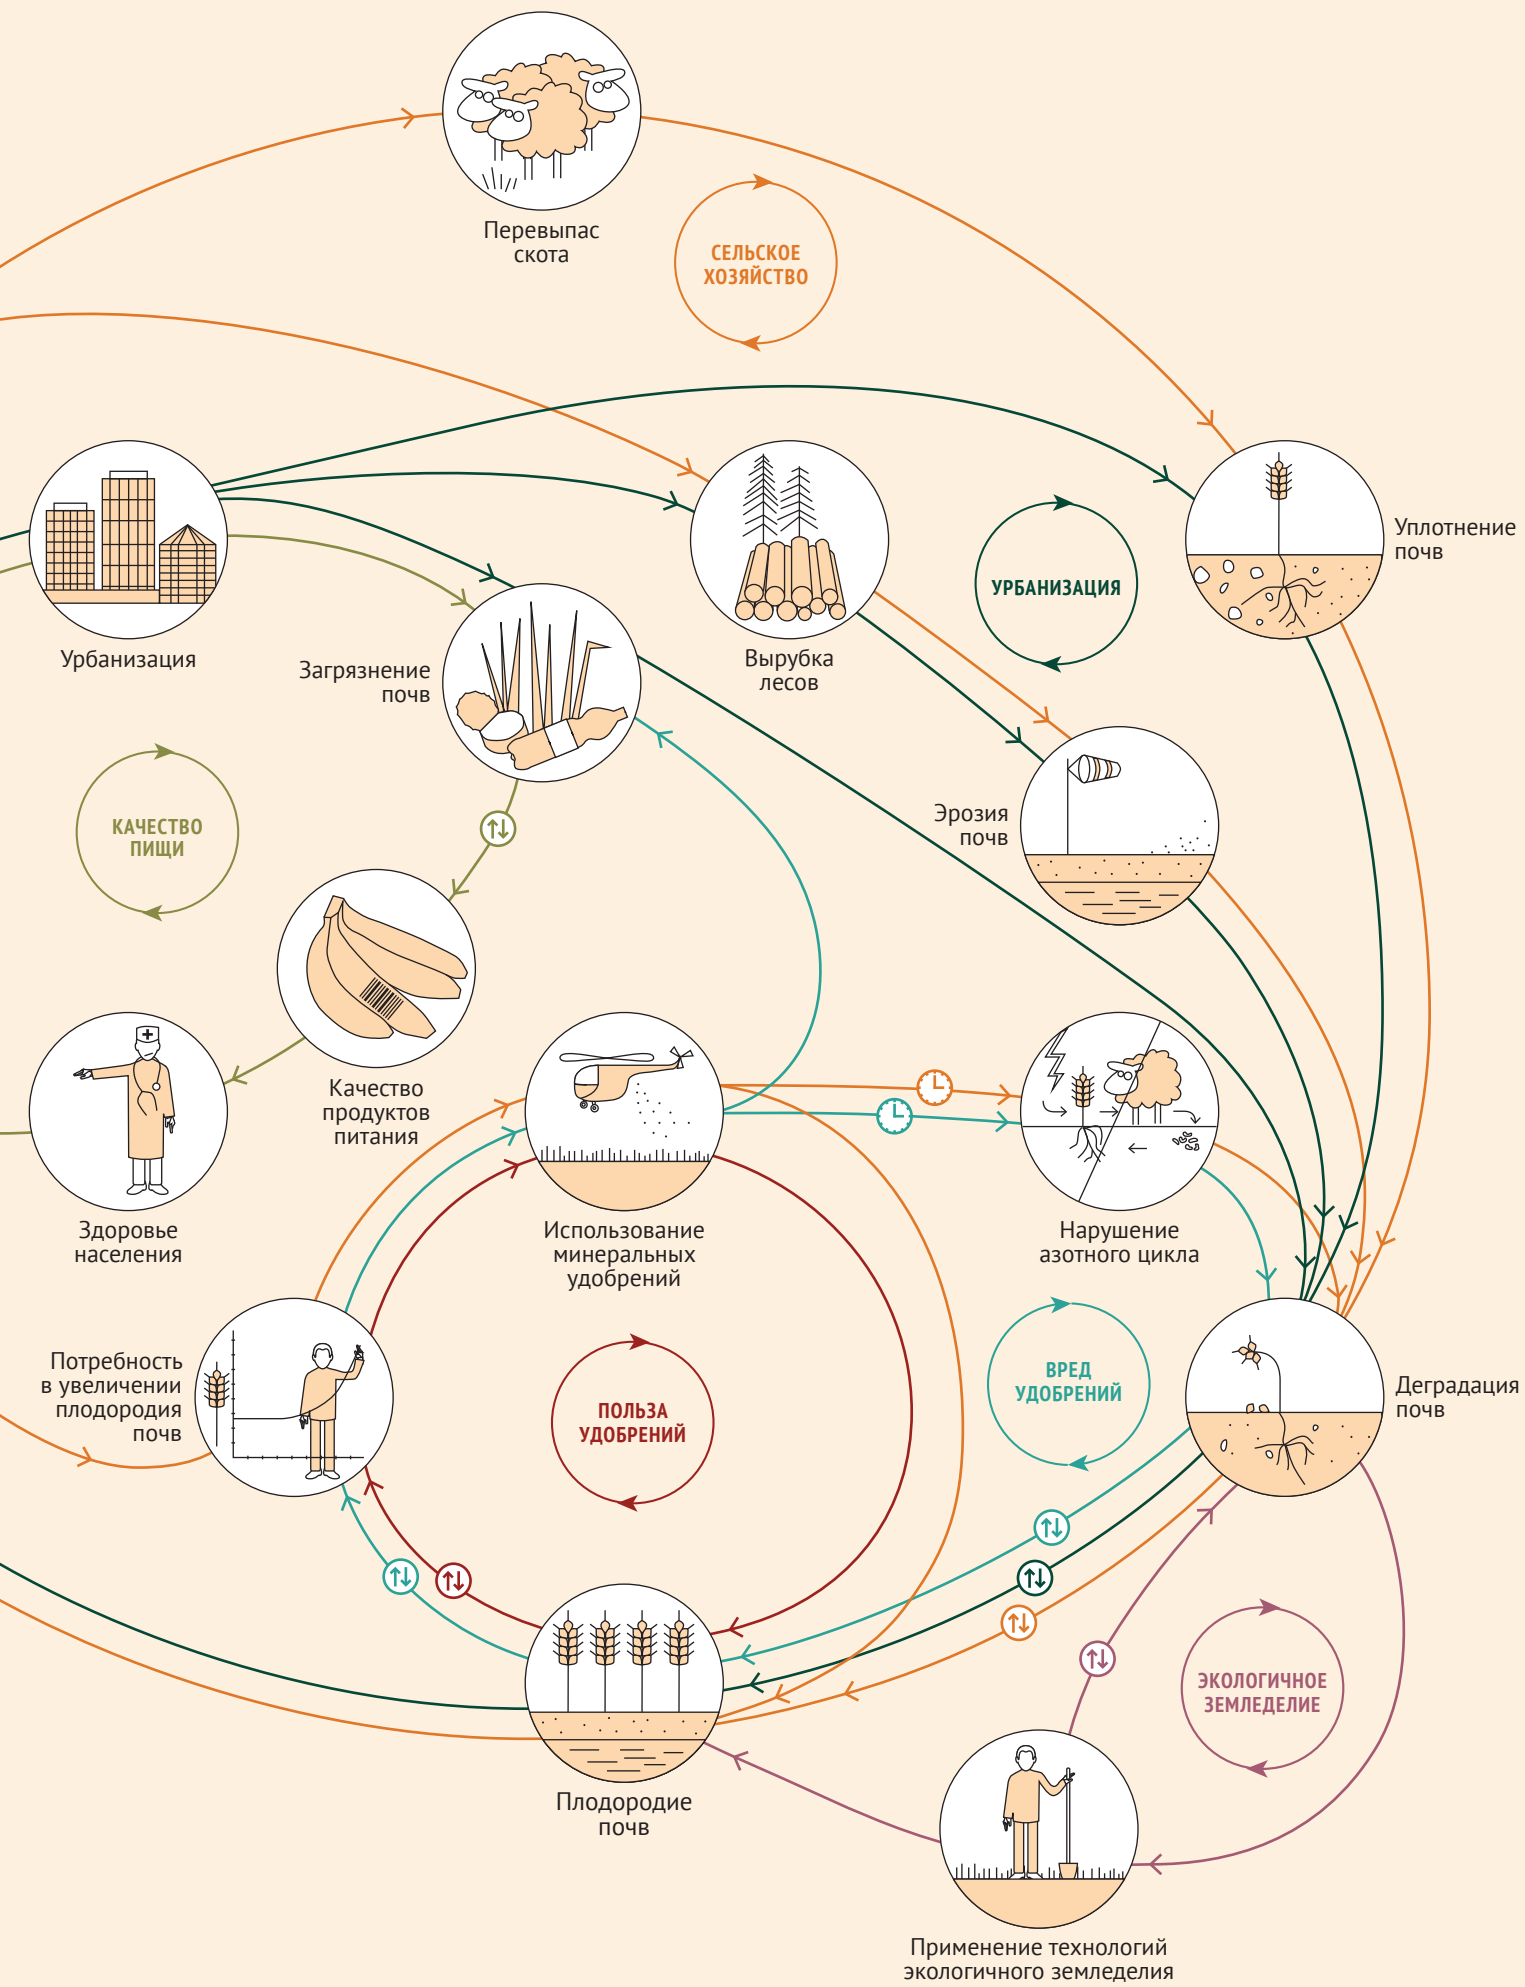 Перевыпас
скота
СЕЛЬСКОЕ
ХОЗЯЙСТВО
Урбанизация
Загрязнение
почв
Вырубка
лесов
УРБАНИЗАЦИЯ
Уплотнение
почв
КАЧЕСТВО
ПИЩИ
Эрозия
почв
Качество
продуктов
питания
Здоровье
населения
Использование
минеральных
удобрений
Нарушение
азотного цикла
Потребность
в увеличении
плодородия
почв
ПОЛЬЗА
УДОБРЕНИЙ
ВРЕД
УДОБРЕНИЙ
Деградация
почв
Плодородие
почв
ЭКОЛОГИЧНОЕ
ЗЕМЛЕДЕЛИЕ
Применение технологий
экологичного земледелия